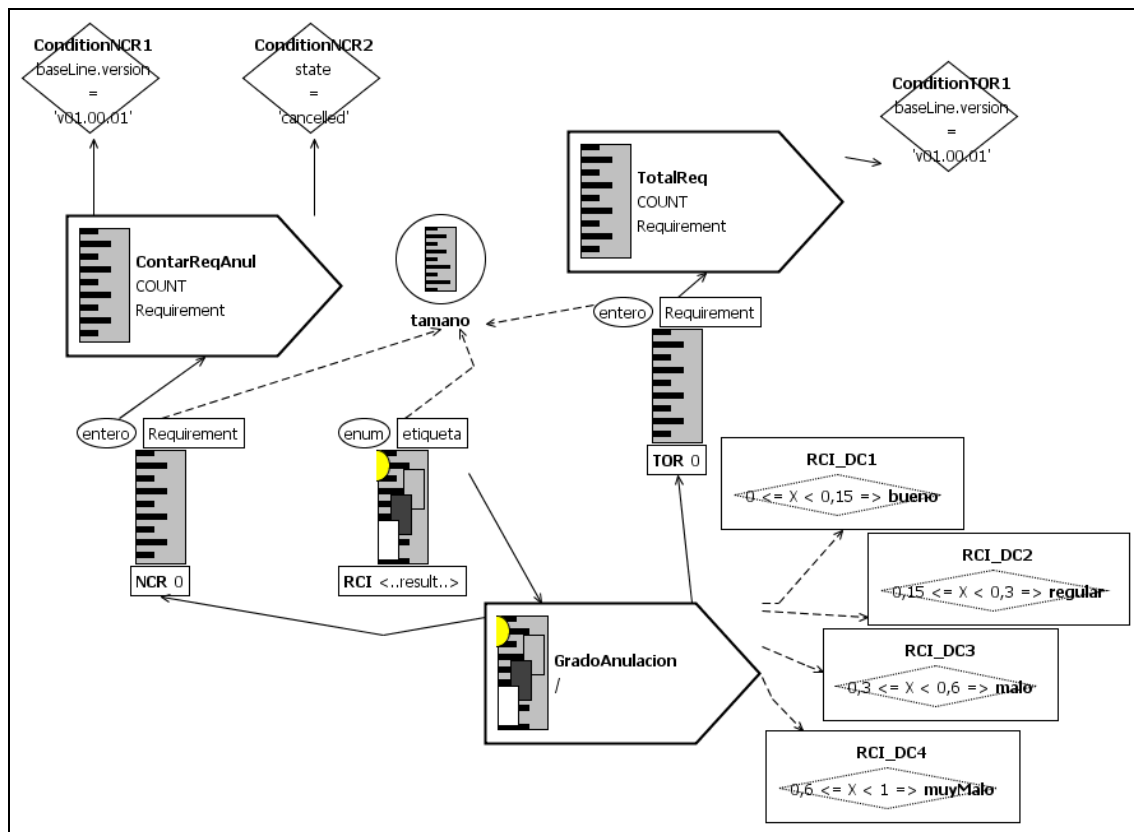 ConditionNCR1
baseLine.version
=
'v01.00.01'
ConditionNCR2
state
=
'cancelled'
ConditionTOR1
baseLine.version
=
'v01.00.01'
TotalReq
COUNT
Requirement
ContarReqAnul
COUNT
Requirement
tamano
entero
Requirement
TOR 0
entero
Requirement
NCR 0
enum
etiqueta
RCI <..result..>
GradoAnulacion
/
RCI_DC1
0 <= X < 0,15 => bueno
RCI_DC2
0,15 <= X < 0,3 => regular
RCI_DC3
0,3 <= X < 0,6 => malo
RCI_DC4
0,6 <= X < 1 => muyMalo